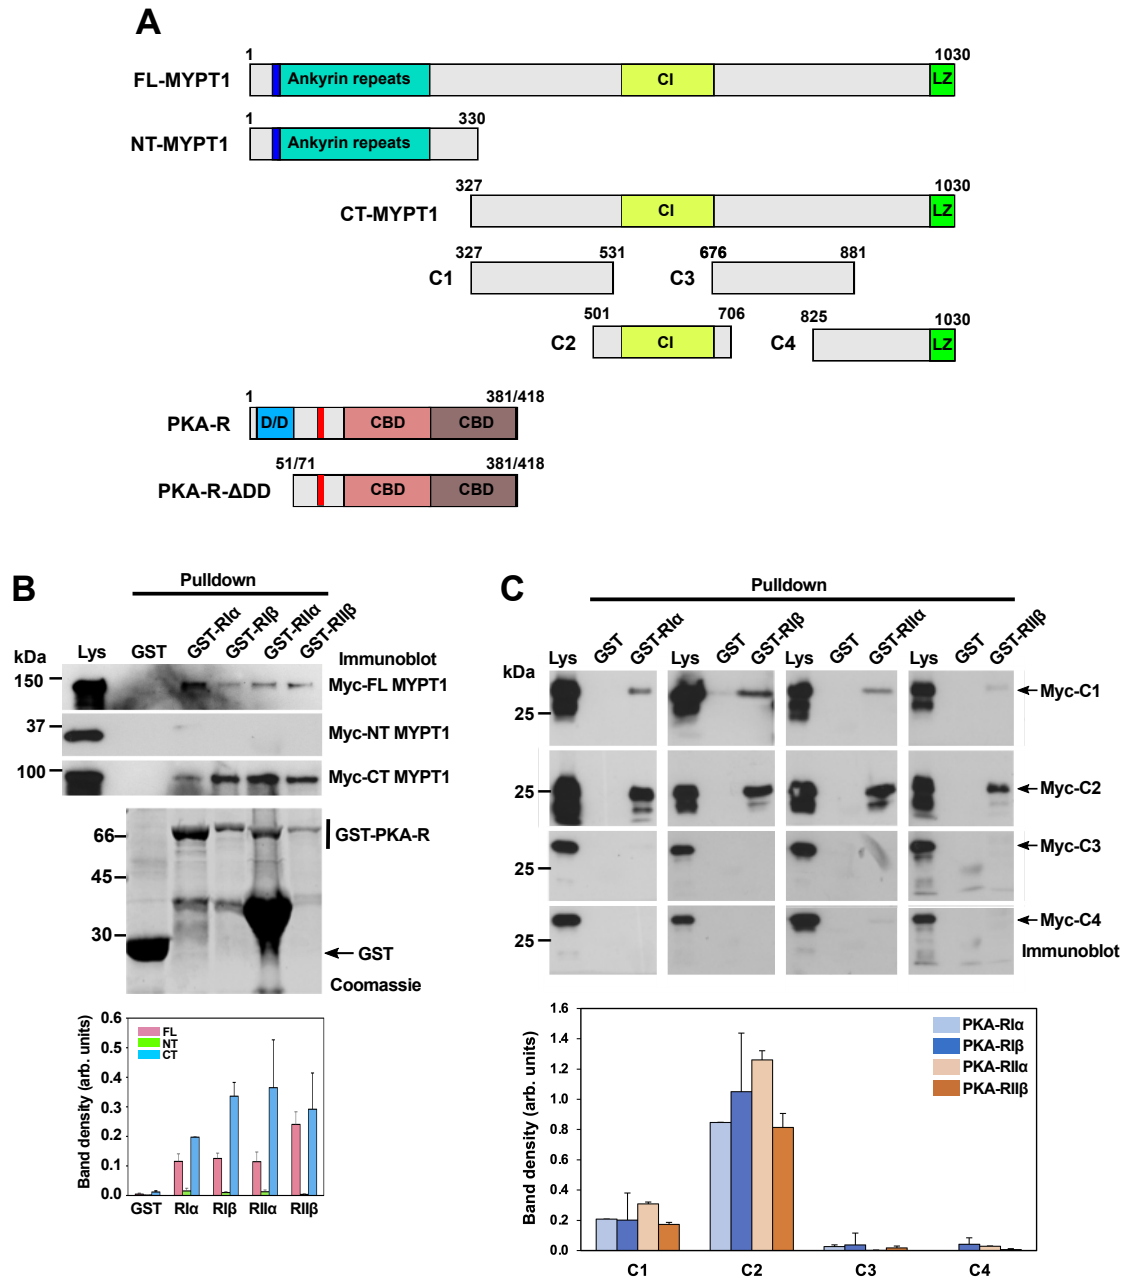 A
1 1030
FL-MYPT1 Ankyrin repeats CI LZ
1 330
NT-MYPT1 Ankyrin repeats
327 1030
CT-MYPT1 CI LZ
327 531 676 881
C1 C3
501 706 825 1030
C2 CI C4 LZ
1 381/418
PKA-R D/D CBD CBD
51/71 381/418
PKA-R-ΔDD CBD CBD
B
Pulldown
kDa Lys GST GST-RIα GST-RIβ GST-RIIα GST-RIIβ Immunoblot
150 Myc-FL MYPT1
37 Myc-NT MYPT1
100 Myc-CT MYPT1
66 GST-PKA-R
45
30
GST
Coomassie
Band density (arb. units)
0.6
0.5
0.4
0.3
0.2
0.1
0.0
FL
NT
CT
GST RIα RIβ RIIα RIIβ
C
Pulldown
kDa Lys GST GST-RIα Lys GST GST-RIβ Lys GST GST-RIIα Lys GST GST-RIIβ
Myc-C1
25
25 Myc-C2
Myc-C3
25
Myc-C4
25 Immunoblot
Band density (arb. units)
1.6
1.4
1.2
1.0
0.8
0.6
0.4
0.2
0.0
PKA-RIα
PKA-RIβ
PKA-RIIα
PKA-RIIβ
C1 C2 C3 C4